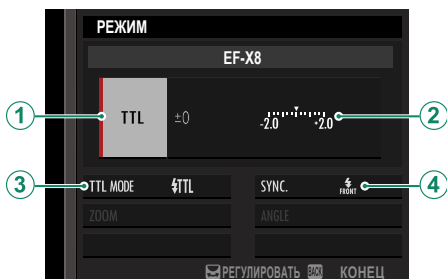 РЕЖИМ
EF-X8
1 TTL ±0 -2.0 +2.0 2
3 TTL MODE TTL SYNC. FRONT 4
ZOOM ANGLE
РЕГУЛИРОВАТЬ BACK КОНЕЦ